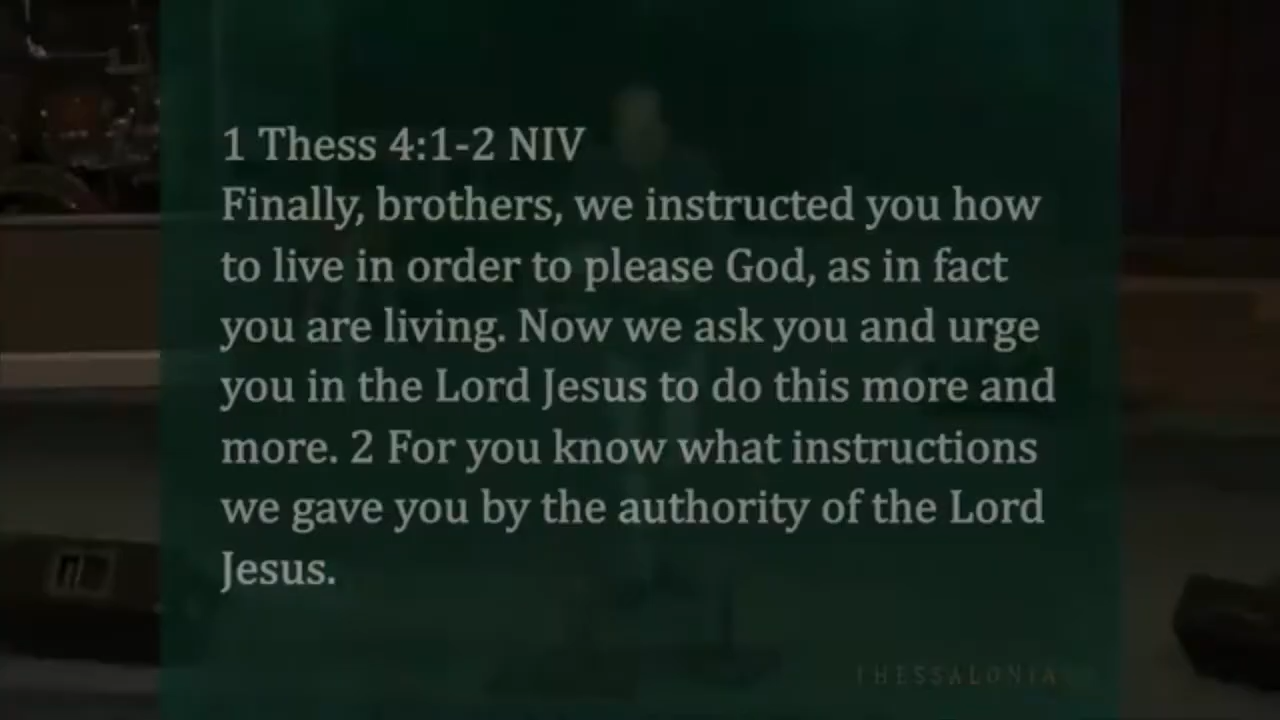 1 Thess 4:1-2 NIV
Finally, brothers, we instructed you how
to live in order to please God, as in fact
you are living. Now we ask you and urge
you in the Lord Jesus to do this more and
more. 2 For you know what instructions
we gave you by the authority of the Lord
Jesus.